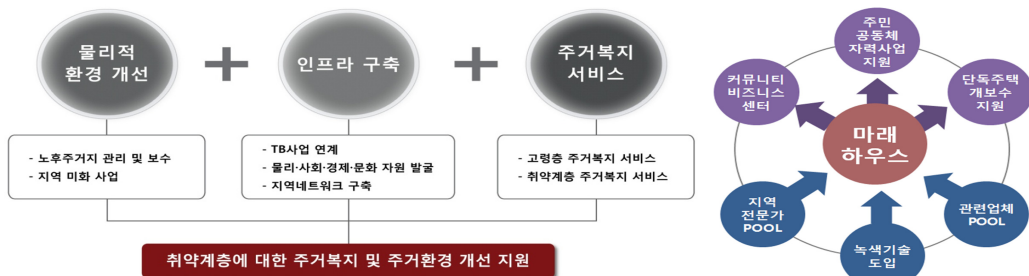 물리적
환경 개선
인프라 구축
주거복지
서비스
- 노후주거지 관리 및 보수
- 지역 미화 사업
- TB사업 연계
- 물리·사회·경제·문화 자원 발굴
- 지역네트워크 구축
- 고령층 주거복지 서비스
- 취약계층 주거복지 서비스
취약계층에 대한 주거복지 및 주거환경 개선 지원
주민
공동체
자력사업
지원
커뮤니티
비즈니스
센터
단독주택
개보수
지원
마래
하우스
지역
전문가
POOL
관련업체
POOL
녹색기술
도입